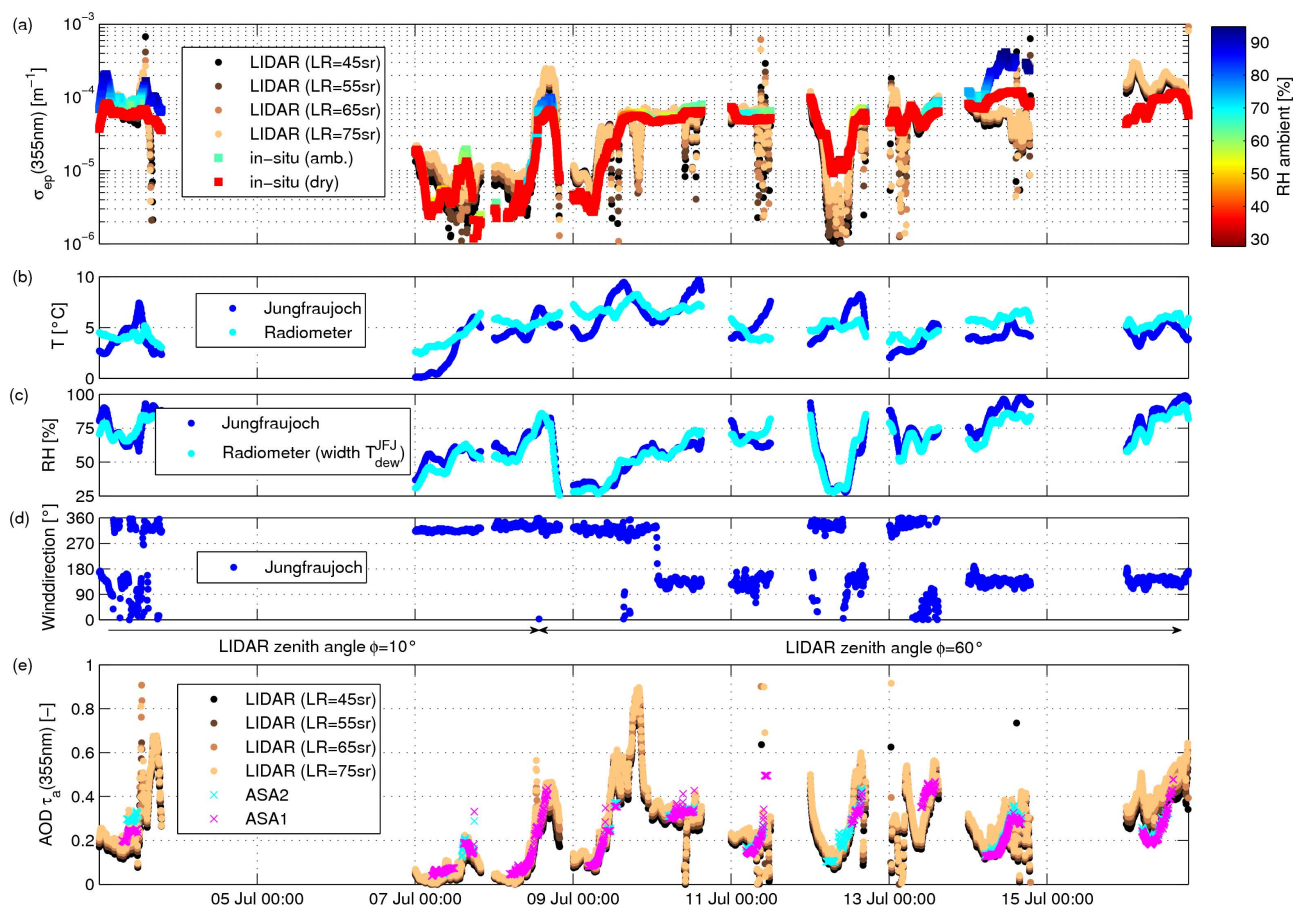 (a)
10⁻³
10⁻⁴
10⁻⁵
10⁻⁶
σep(355nm) [m⁻¹]
LIDAR (LR=45sr)
LIDAR (LR=55sr)
LIDAR (LR=65sr)
LIDAR (LR=75sr)
in−situ (amb.)
in−situ (dry)
90
80
70
60
50
40
30
RH ambient [%]
(b)
10
5
0
T [°C]
Jungfraujoch
Radiometer
(c)
100
75
50
25
RH [%]
Jungfraujoch
Radiometer (width TdewJFJ)
(d)
360
270
180
90
0
Winddirection [°]
Jungfraujoch
LIDAR zenith angle ϕ=10°
LIDAR zenith angle ϕ=60°
(e)
1
0.8
0.6
0.4
0.2
0
AOD τa(355nm) [−]
LIDAR (LR=45sr)
LIDAR (LR=55sr)
LIDAR (LR=65sr)
LIDAR (LR=75sr)
ASA2
ASA1
05 Jul 00:00
07 Jul 00:00
09 Jul 00:00
11 Jul 00:00
13 Jul 00:00
15 Jul 00:00